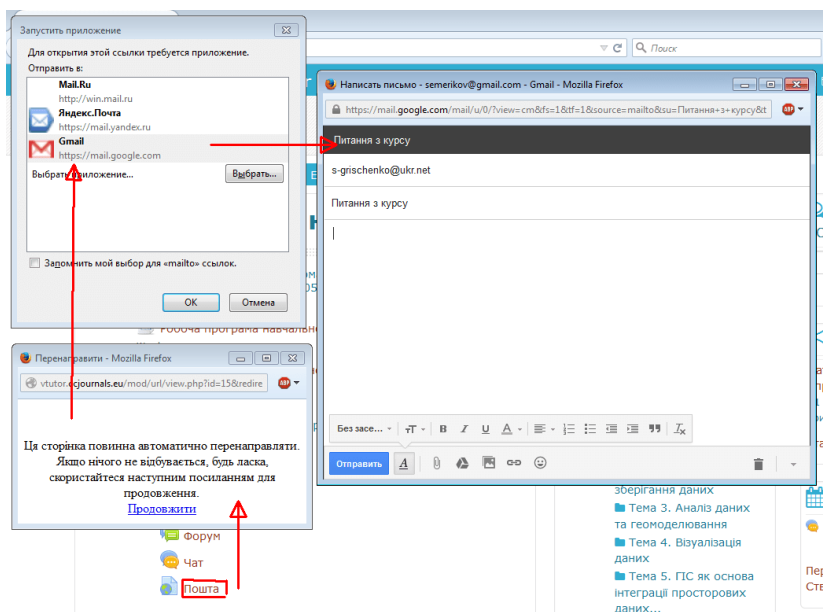 Запустить приложение
Для открытия этой ссылки требуется приложение.
Отправить в:
Mail.Ru
http://win.mail.ru
Яндекс.Почта
https://mail.yandex.ru
Gmail
https://mail.google.com
Выбрать приложение...
Выбрать...
Запомнить мой выбор для «mailto» ссылок.
OK
Отмена
Поиск
Написать письмо - semerikov@gmail.com - Gmail - Mozilla Firefox
https://mail.google.com/mail/u/0/?view=cm&fs=1&tf=1&source=mailto&su=Питання+з+курсу&t
ABP
Питання з курсу
s-grischenko@ukr.net
Питання з курсу
Без засе...
B I U A
Отправить
Робоча програма навчально
Перенаправити - Mozilla Firefox
vtutor.ccjournals.eu/mod/url/view.php?id=15&redire
ABP
Ця сторінка повинна автоматично перенаправляти.
Якщо нічого не відбувається, будь ласка,
скористайтеся наступним посиланням для
продовження.
Продовжити
Форум
Чат
Пошта
зберігання даних
Тема 3. Аналіз даних
та геомоделювання
Тема 4. Візуалізація
даних
Тема 5. ГІС як основа
інтеграції просторових
даних...
Пер
Ств